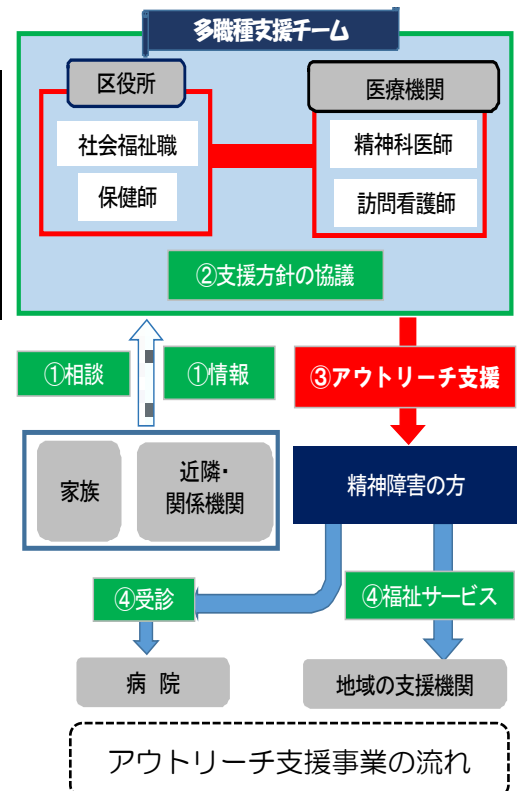 多職種支援チーム
区役所
社会福祉職
保健師
医療機関
精神科医師
訪問看護師
②支援方針の協議
①相談
①情報
③アウトリーチ支援
家族
近隣・
関係機関
精神障害の方
④受診
④福祉サービス
病 院
地域の支援機関
アウトリーチ支援事業の流れ